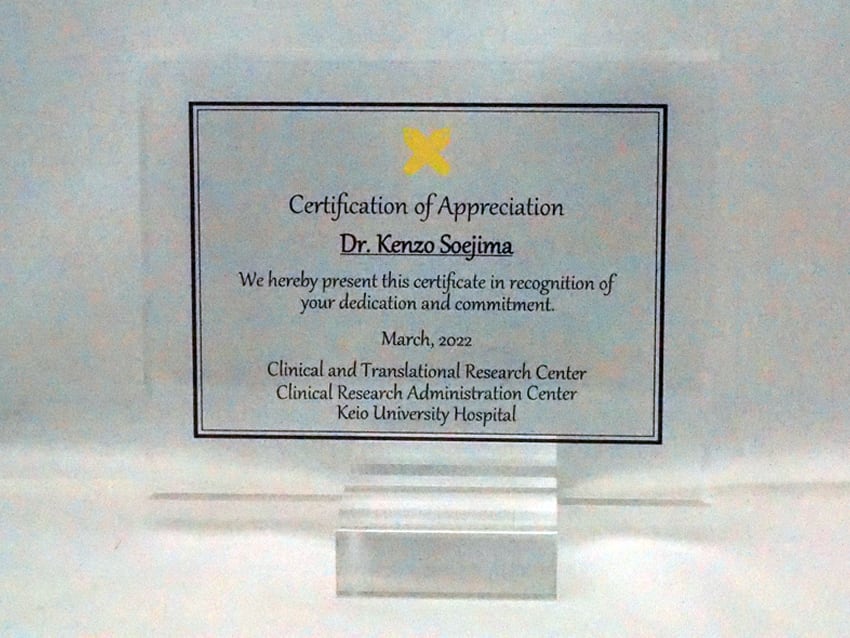 Certification of Appreciation
Dr. Kenzo Soejima
We hereby present this certificate in recognition of
your dedication and commitment.
March, 2022
Clinical and Translational Research Center
Clinical Research Administration Center
Keio University Hospital